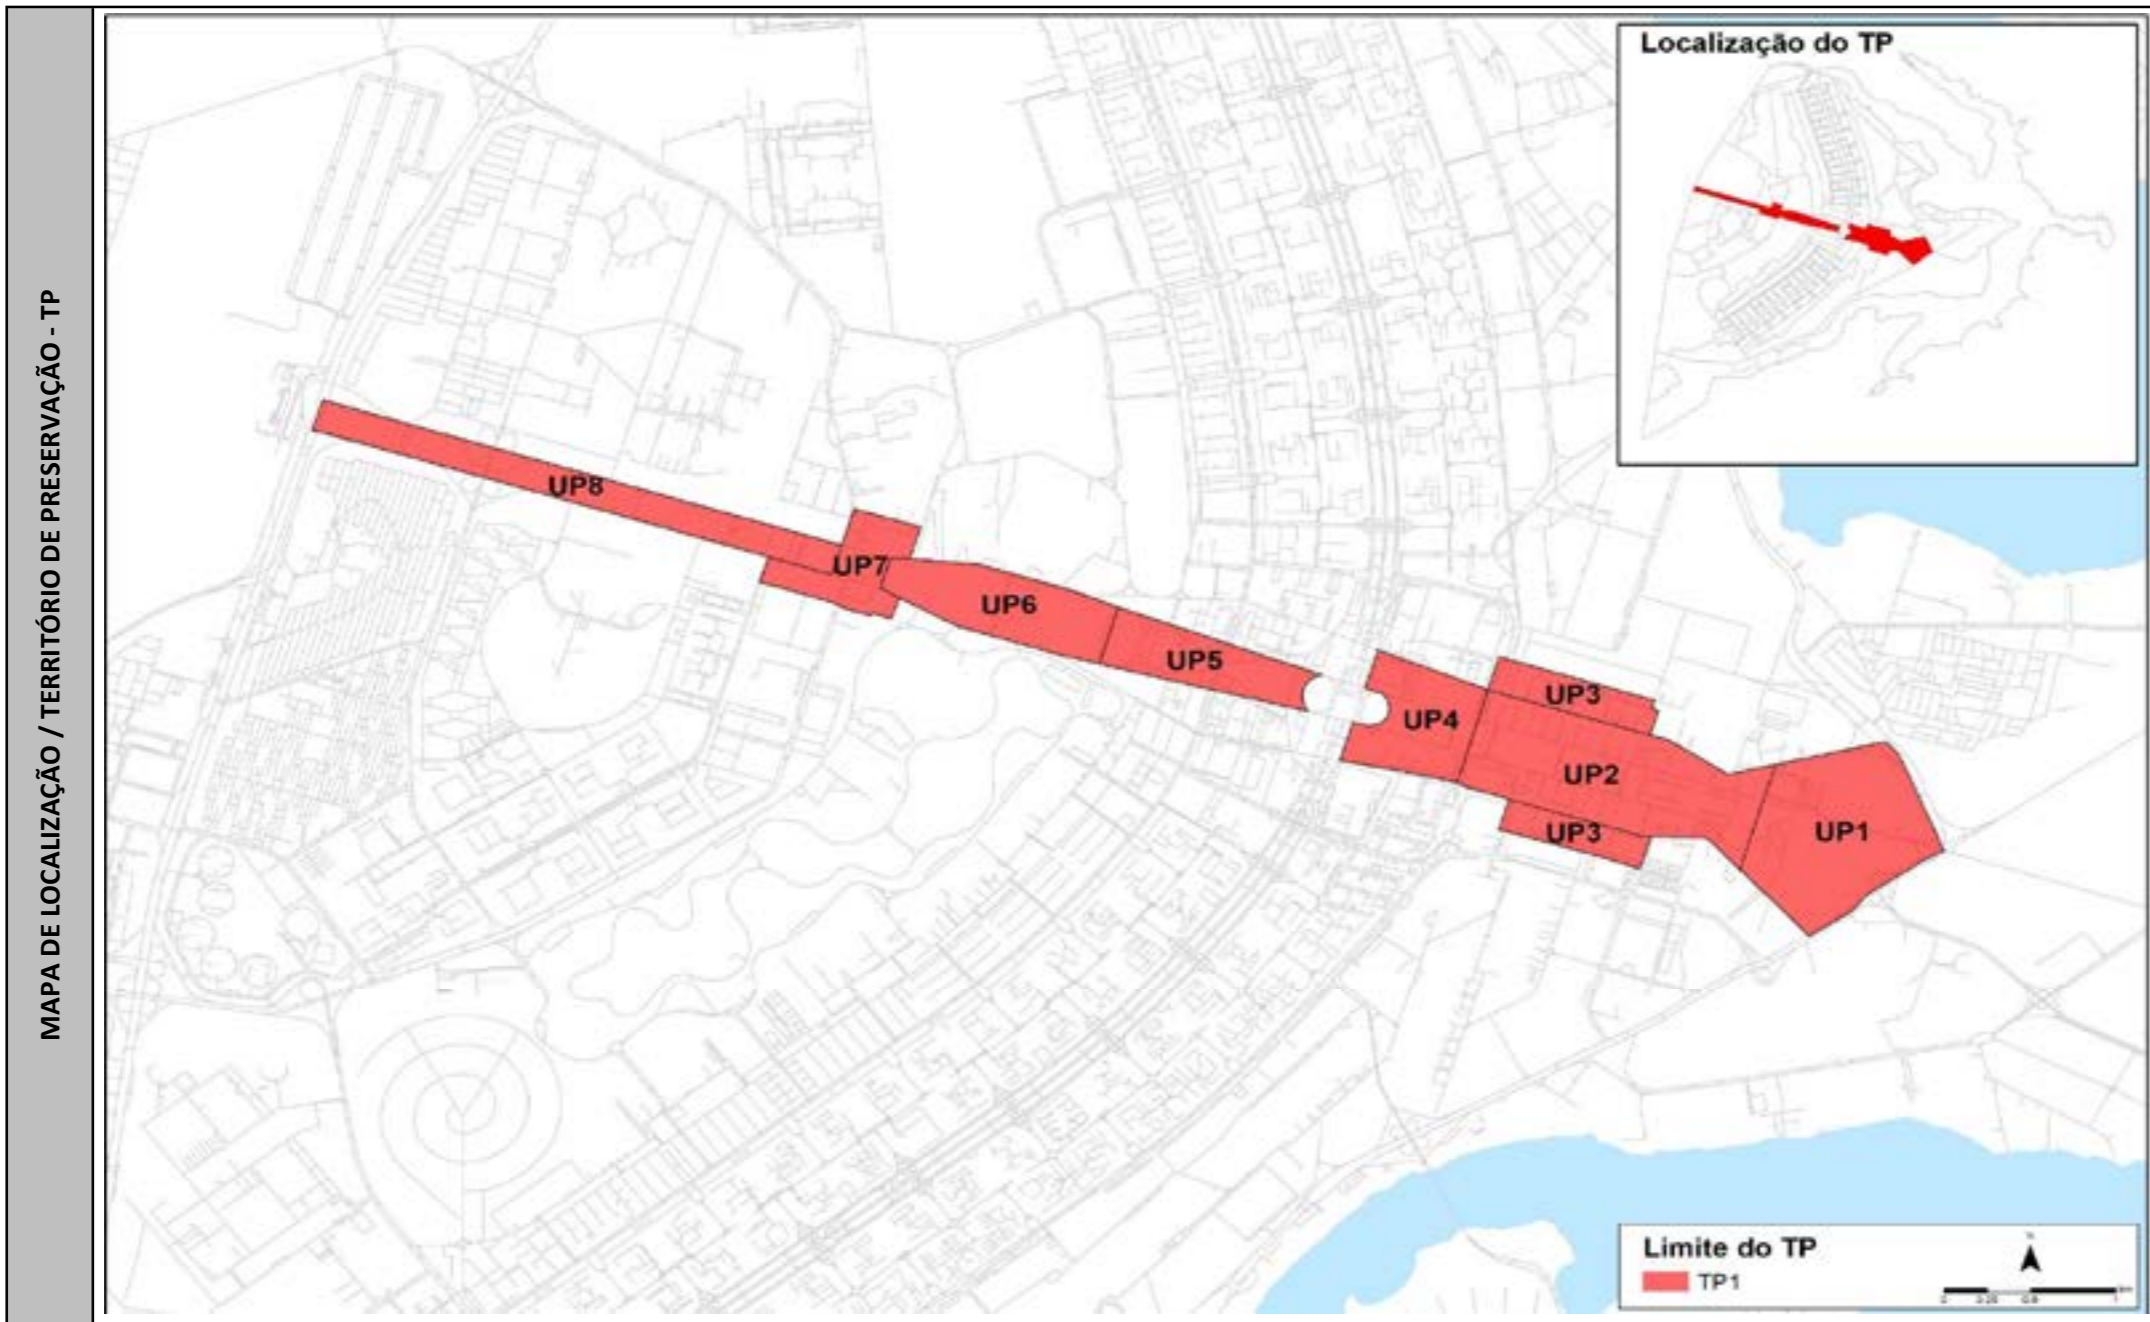 MAPA DE LOCALIZAÇÃO / TERRITÓRIO DE PRESERVAÇÃO - TP
Localização do TP
UP8
UP7
UP6
UP5
UP4
UP3
UP2
UP3
UP1
Limite do TP
TP1